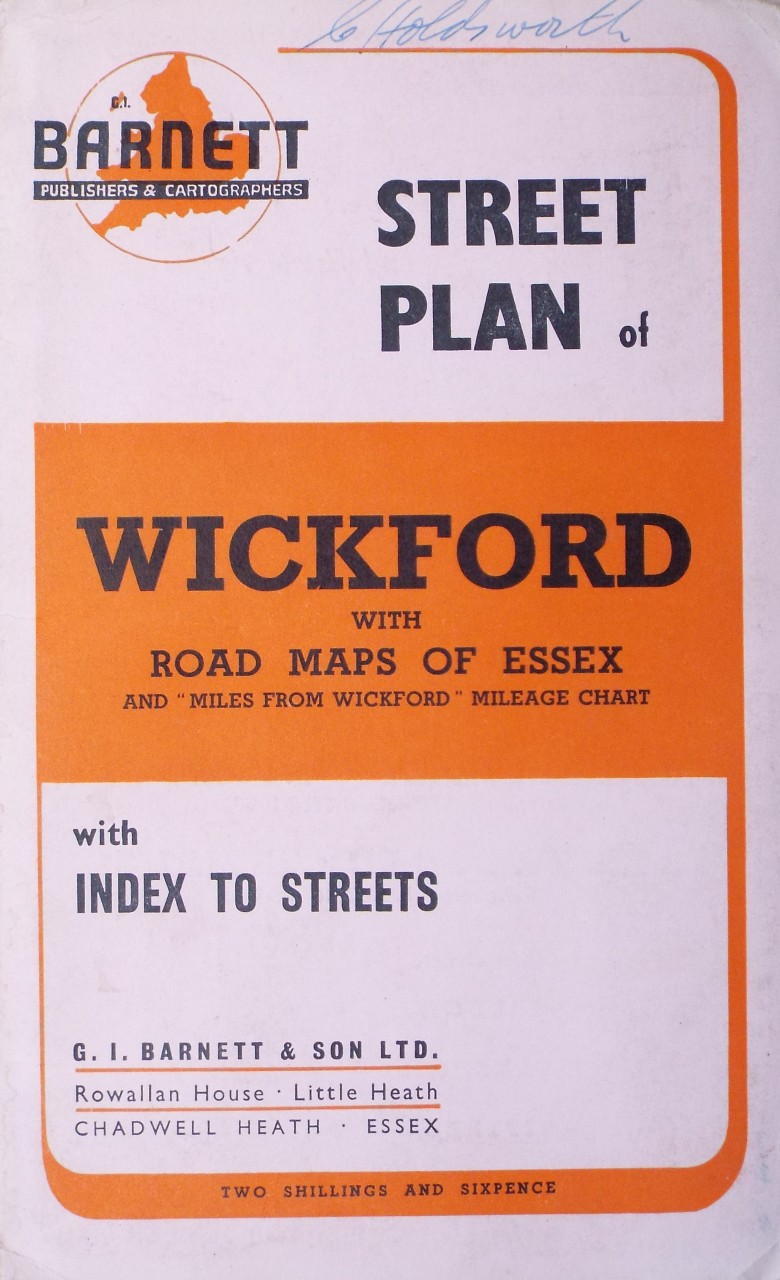 C Holdsworth
G.I.
BARNETT
PUBLISHERS & CARTOGRAPHERS
STREET
PLAN of
WICKFORD
WITH
ROAD MAPS OF ESSEX
AND "MILES FROM WICKFORD" MILEAGE CHART
with
INDEX TO STREETS
G. I. BARNETT & SON LTD.
Rowallan House · Little Heath
CHADWELL HEATH · ESSEX
TWO SHILLINGS AND SIXPENCE